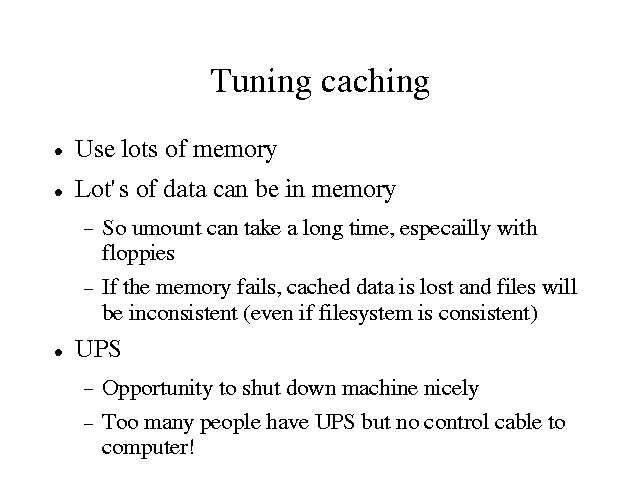 Tuning caching
● Use lots of memory
● Lot's of data can be in memory
– So umount can take a long time, especailly with
floppies
– If the memory fails, cached data is lost and files will
be inconsistent (even if filesystem is consistent)
● UPS
– Opportunity to shut down machine nicely
– Too many people have UPS but no control cable to
computer!